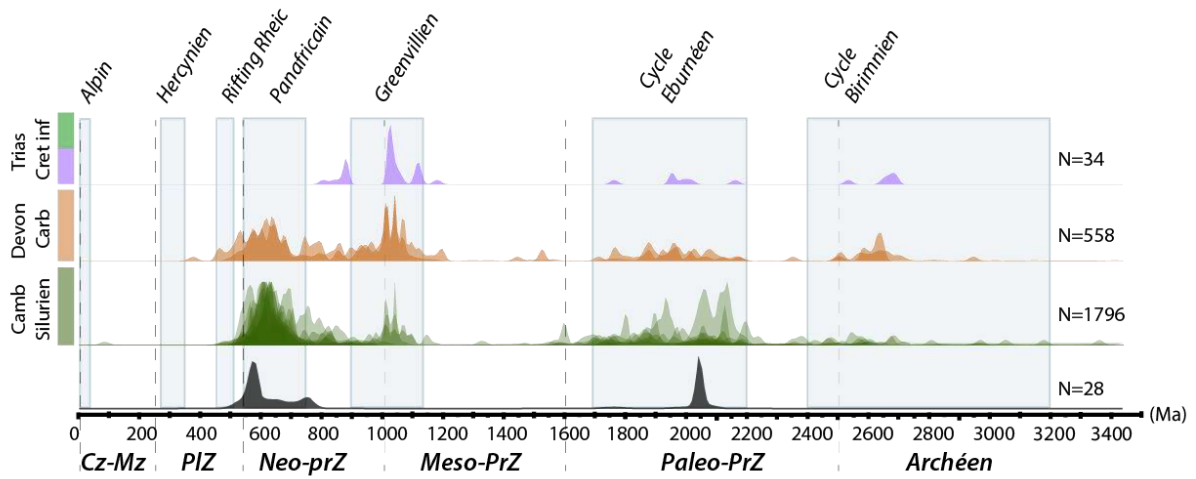 Alpin
Hercynien
Rifting Rheic
Panafricain
Greenvillien
Cycle
Eburnéen
Cycle
Birimnien
Trias
Cret inf
N=34
Devon
Carb
N=558
Camb
Silurien
N=1796
N=28
0 200 400 600 800 1000 1200 1400 1600 1800 2000 2200 2400 2600 2800 3000 3200 3400 (Ma)
Cz-Mz PlZ Neo-prZ Meso-PrZ Paleo-PrZ Archéen